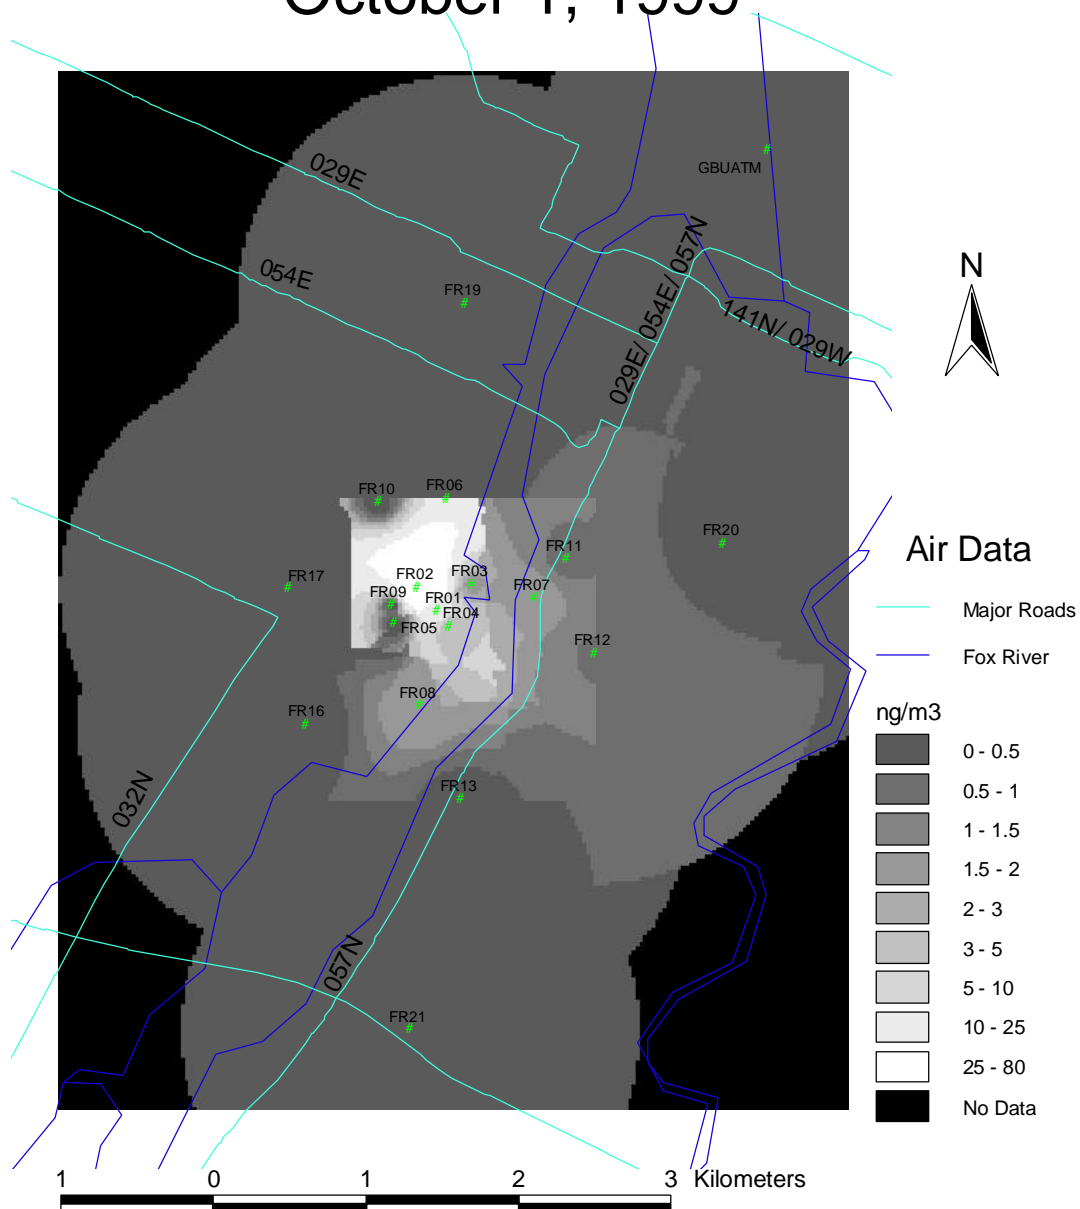 October 1, 1999
029E
GBUATM
054E
FR19
029E/ 054E/ 057N
141N/ 029W
N
FR10
FR06
FR20
FR11
FR17
FR02
FR03
FR07
FR09
FR01
FR04
FR05
FR12
FR08
FR16
FR13
032N
057N
FR21
Air Data
Major Roads
Fox River
ng/m3
0 - 0.5
0.5 - 1
1 - 1.5
1.5 - 2
2 - 3
3 - 5
5 - 10
10 - 25
25 - 80
No Data
1 0 1 2 3 Kilometers